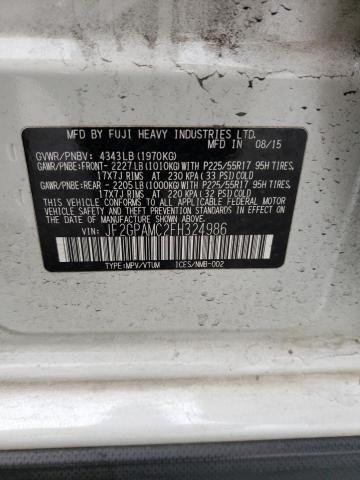 MFD BY FUJI HEAVY INDUSTRIES LTD.
MFD.IN 08/15
GVWR/PNBV: 4343LB(1970KG)
GAWR/PNBE:FRONT- 2227LB(1010KG)WITH P225/55R17 95H TIRES,
17X7J RIMS AT 230 KPA(33 PSI)COLD
GAWR/PNBE:REAR - 2205LB(1000KG)WITH P225/55R17 95H TIRES,
17X7J RIMS AT 220 KPA(32 PSI)COLD
THIS VEHICLE CONFORMS TO ALL APPLICABLE FEDERAL MOTOR
VEHICLE SAFETY, BUMPER, AND THEFT PREVENTION STANDARDS
IN EFFECT ON THE DATE OF MANUFACTURE SHOWN ABOVE.
VIN: JF2GPAMC2FH324986
TYPE:MPV/VTUM ICES/NMB-002